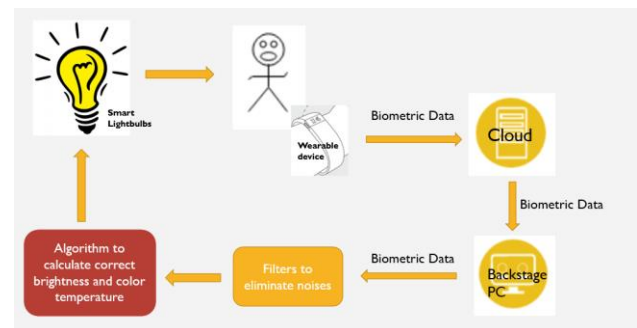 Smart
Lightbulbs
Wearable
device
Biometric Data
Cloud
Biometric Data
Backstage
PC
Biometric Data
Filters to
eliminate noises
Algorithm to
calculate correct
brightness and color
temperature